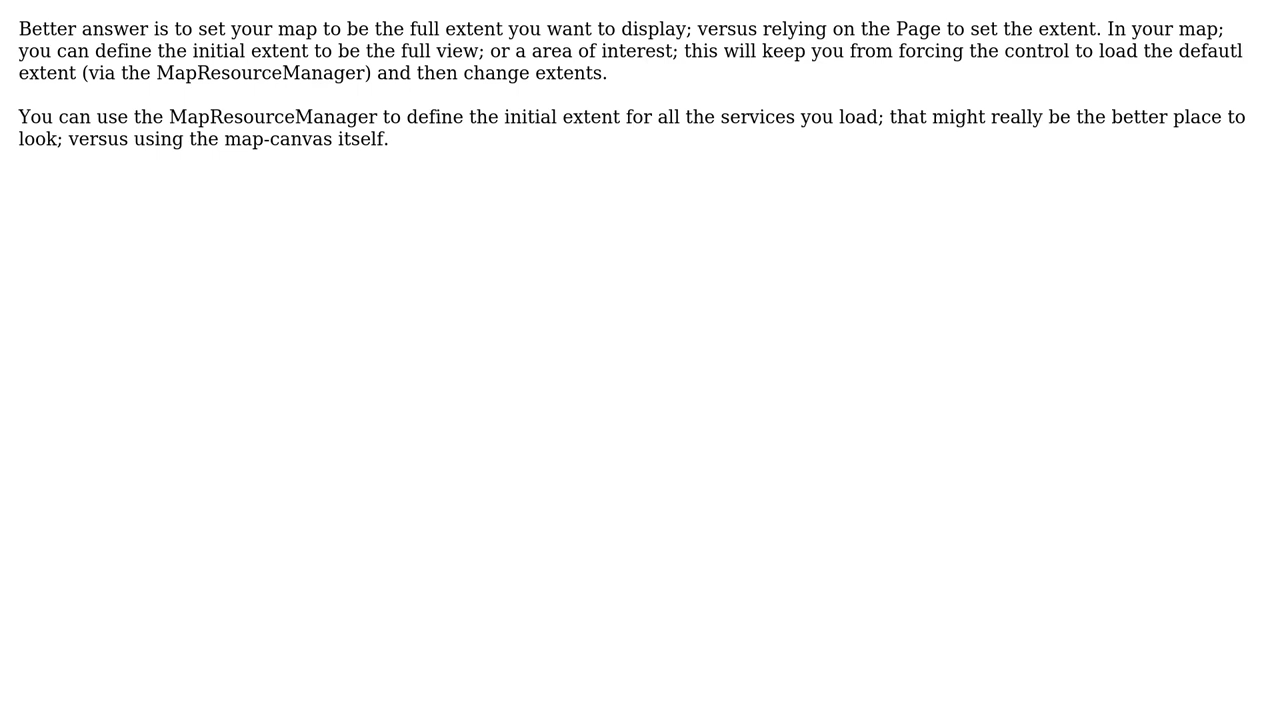 Better answer is to set your map to be the full extent you want to display; versus relying on the Page to set the extent. In your map;
you can define the initial extent to be the full view; or a area of interest; this will keep you from forcing the control to load the defautl
extent (via the MapResourceManager) and then change extents.

You can use the MapResourceManager to define the initial extent for all the services you load; that might really be the better place to
look; versus using the map-canvas itself.